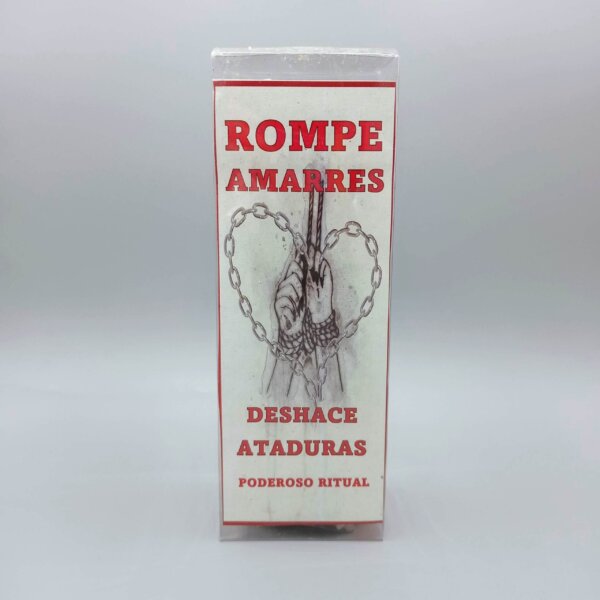 ROMPE
AMARRES
DESHACE
ATADURAS
PODEROSO RITUAL